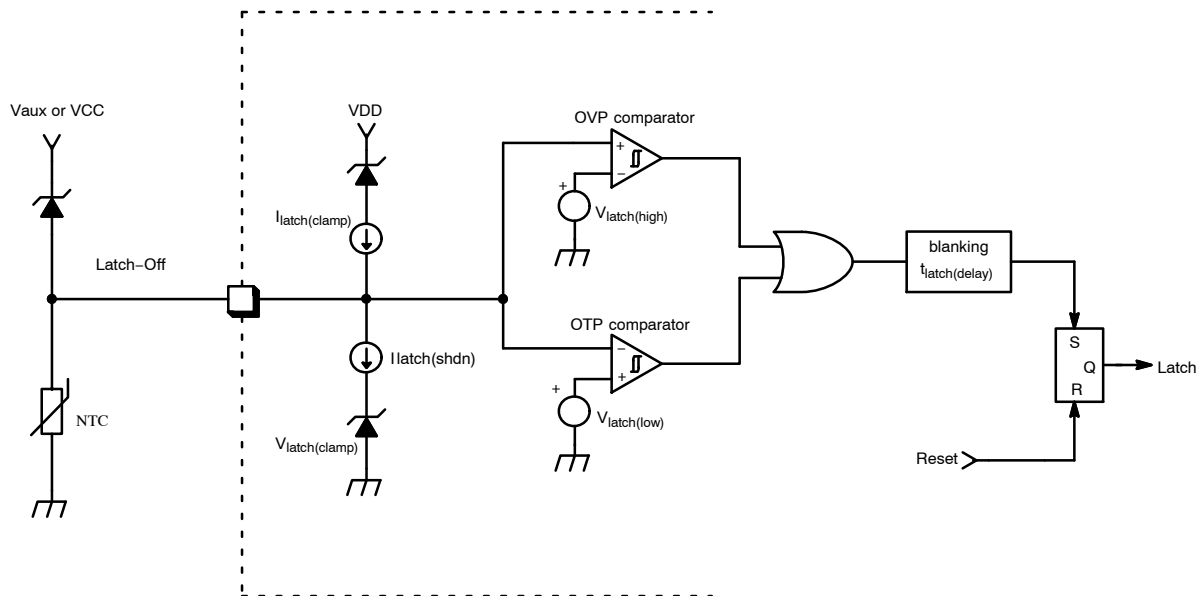 Vaux or VCC
VDD
OVP comparator
+
−
+
Vlatch(high)
Ilatch(clamp)
Latch−Off
blanking
tlatch(delay)
OTP comparator
−
+
+
Vlatch(low)
Ilatch(shdn)
NTC
Vlatch(clamp)
S
Q
R
Latch
Reset